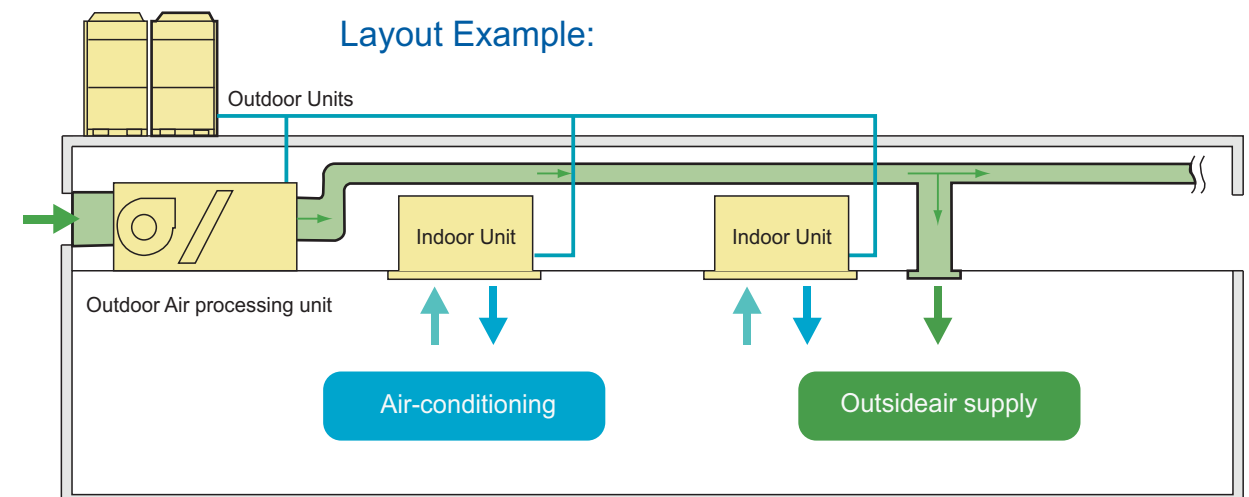 Layout Example:
Outdoor Units
Indoor Unit
Indoor Unit
Outdoor Air processing unit
Air-conditioning
Outsideair supply